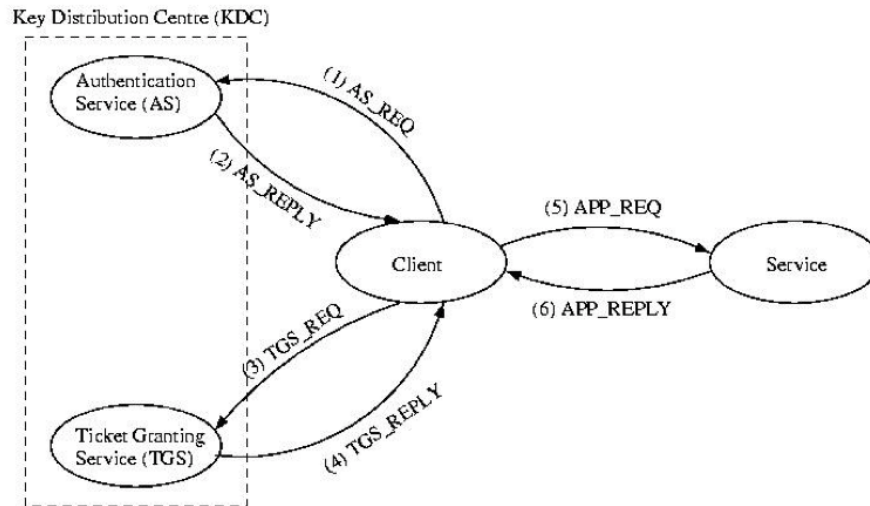 Key Distribution Centre (KDC)
Authentication
Service (AS)
(1) AS_REQ
(2) AS_REPLY
(5) APP_REQ
Client
Service
(6) APP_REPLY
(3) TGS_REQ
Ticket Granting
Service (TGS)
(4) TGS_REPLY